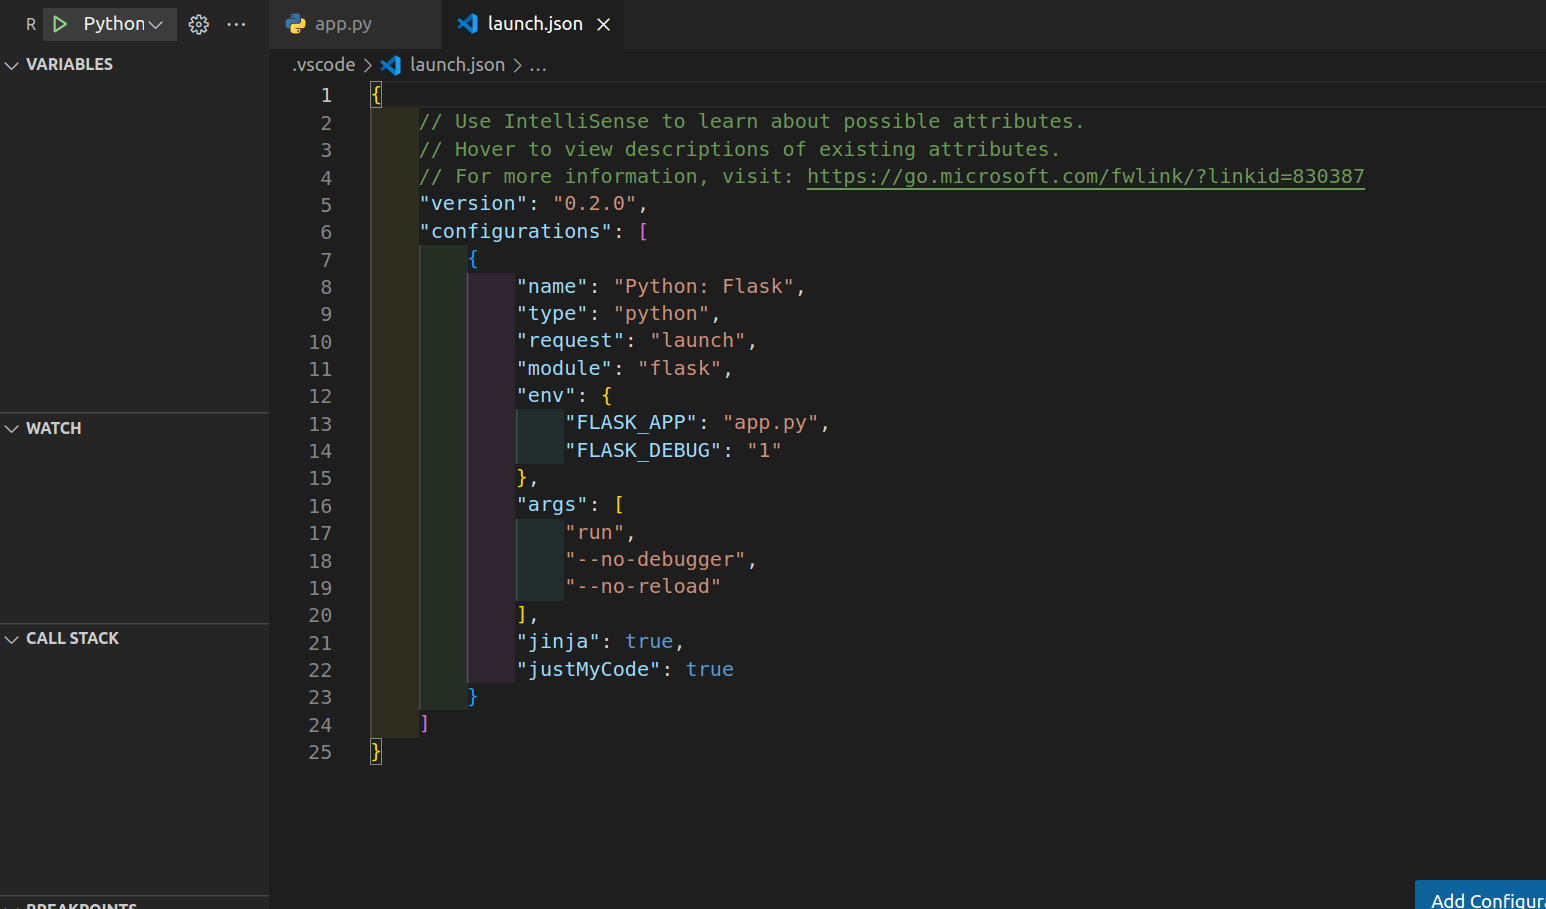 R Python
app.py launch.json
.vscode > launch.json > ...
VARIABLES
WATCH
CALL STACK
BREAKPOINTS
1 {
2 // Use IntelliSense to learn about possible attributes.
3 // Hover to view descriptions of existing attributes.
4 // For more information, visit: https://go.microsoft.com/fwlink/?linkid=830387
5 "version": "0.2.0",
6 "configurations": [
7 {
8 "name": "Python: Flask",
9 "type": "python",
10 "request": "launch",
11 "module": "flask",
12 "env": {
13 "FLASK_APP": "app.py",
14 "FLASK_DEBUG": "1"
15 },
16 "args": [
17 "run",
18 "--no-debugger",
19 "--no-reload"
20 ],
21 "jinja": true,
22 "justMyCode": true
23 }
24 ]
25 }
Add Configura